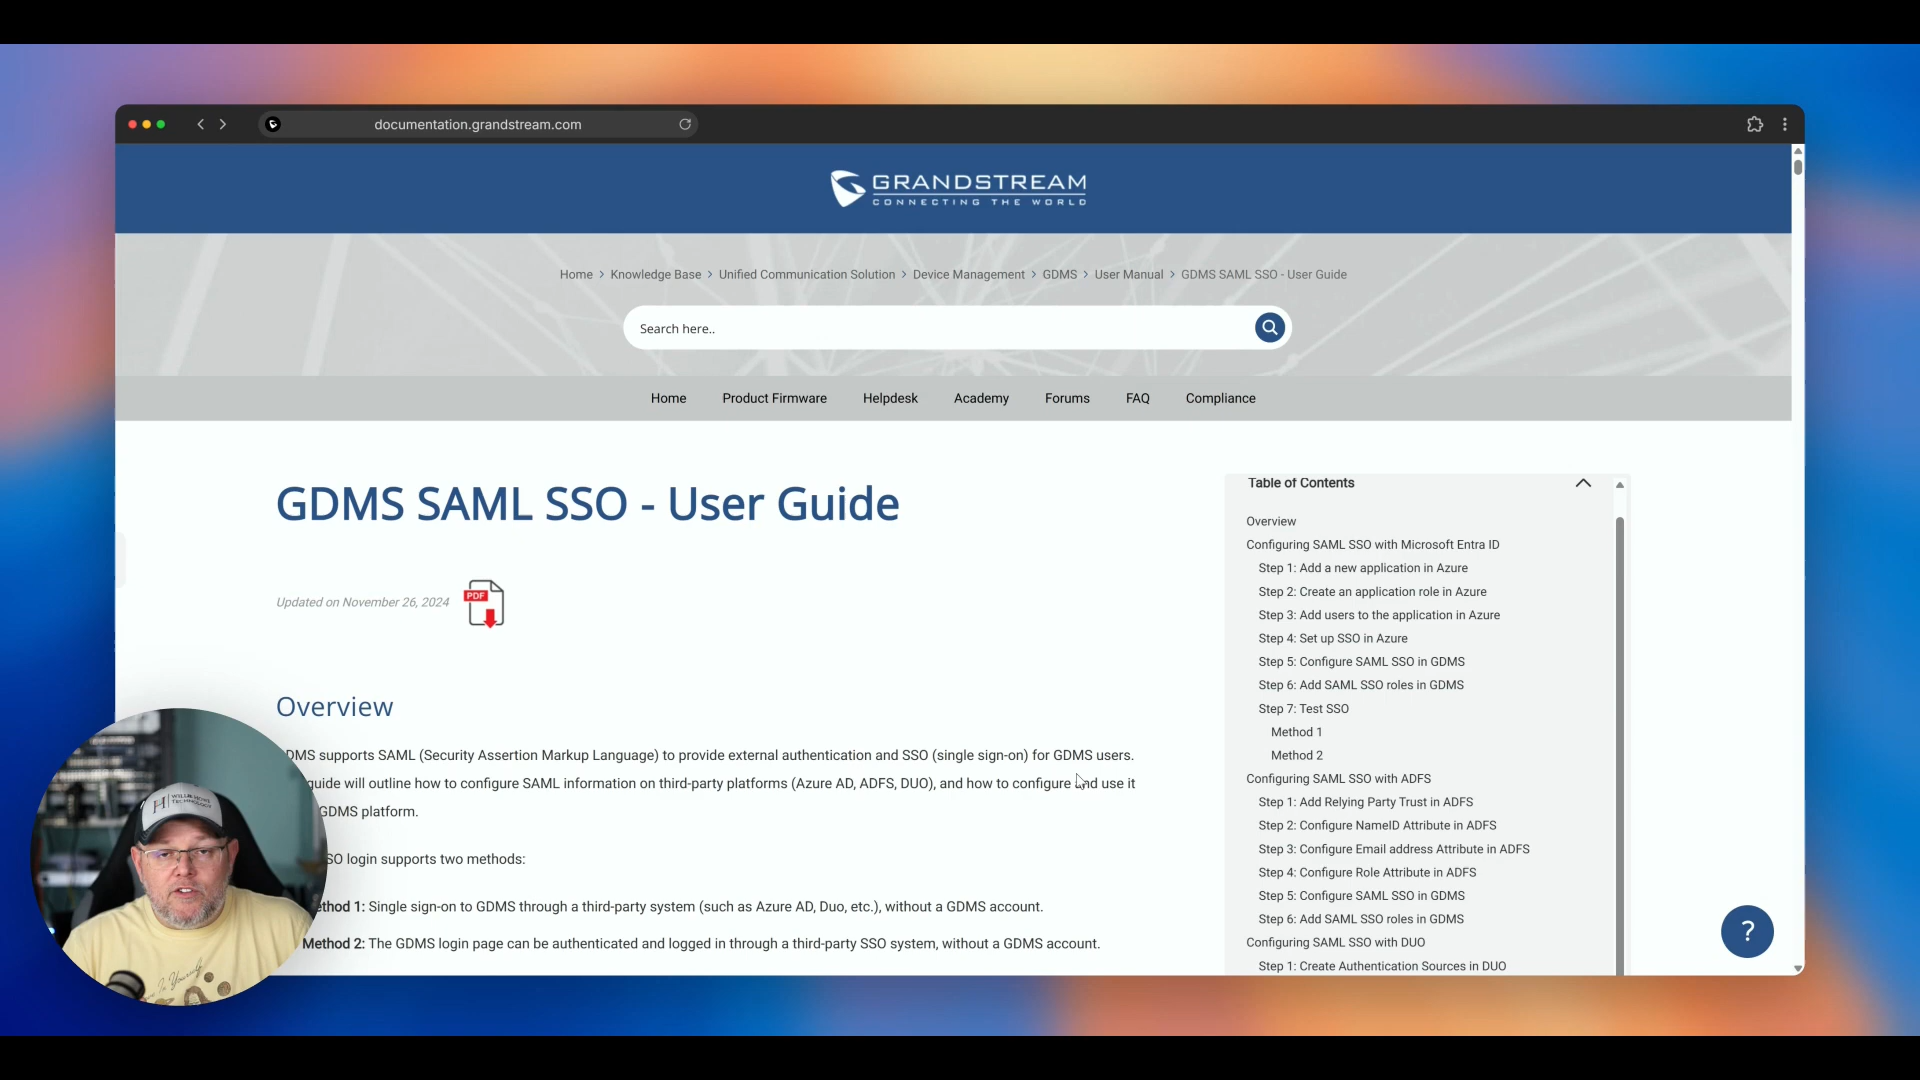 documentation.grandstream.com
GRANDSTREAM
CONNECTING THE WORLD
Home > Knowledge Base > Unified Communication Solution > Device Management > GDMS > User Manual > GDMS SAML SSO - User Guide
Search here..
Home Product Firmware Helpdesk Academy Forums FAQ Compliance
GDMS SAML SSO - User Guide
Updated on November 26, 2024
PDF
Overview
DMS supports SAML (Security Assertion Markup Language) to provide external authentication and SSO (single sign-on) for GDMS users.
guide will outline how to configure SAML information on third-party platforms (Azure AD, ADFS, DUO), and how to configure and use it
GDMS platform.
SO login supports two methods:
ethod 1: Single sign-on to GDMS through a third-party system (such as Azure AD, Duo, etc.), without a GDMS account.
Method 2: The GDMS login page can be authenticated and logged in through a third-party SSO system, without a GDMS account.
Table of Contents
Overview
Configuring SAML SSO with Microsoft Entra ID
Step 1: Add a new application in Azure
Step 2: Create an application role in Azure
Step 3: Add users to the application in Azure
Step 4: Set up SSO in Azure
Step 5: Configure SAML SSO in GDMS
Step 6: Add SAML SSO roles in GDMS
Step 7: Test SSO
Method 1
Method 2
Configuring SAML SSO with ADFS
Step 1: Add Relying Party Trust in ADFS
Step 2: Configure NameID Attribute in ADFS
Step 3: Configure Email address Attribute in ADFS
Step 4: Configure Role Attribute in ADFS
Step 5: Configure SAML SSO in GDMS
Step 6: Add SAML SSO roles in GDMS
Configuring SAML SSO with DUO
Step 1: Create Authentication Sources in DUO
?